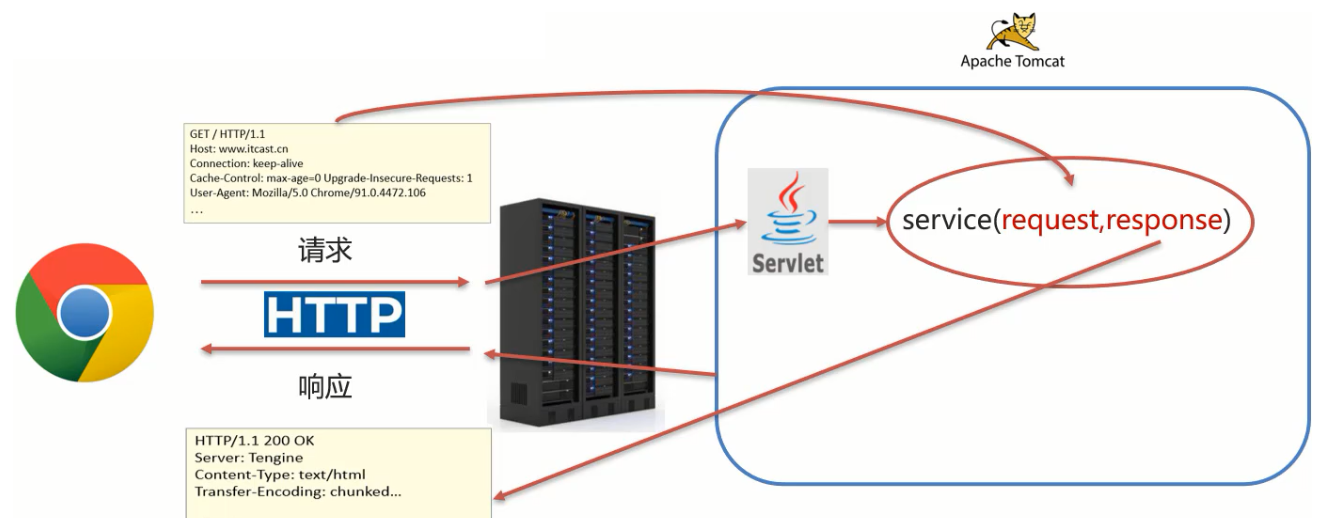 Apache Tomcat
GET / HTTP/1.1
Host: www.itcast.cn
Connection: keep-alive
Cache-Control: max-age=0 Upgrade-Insecure-Requests: 1
User-Agent: Mozilla/5.0 Chrome/91.0.4472.106
…
请求
HTTP
响应
HTTP/1.1 200 OK
Server: Tengine
Content-Type: text/html
Transfer-Encoding: chunked...
Servlet
service(request,response)